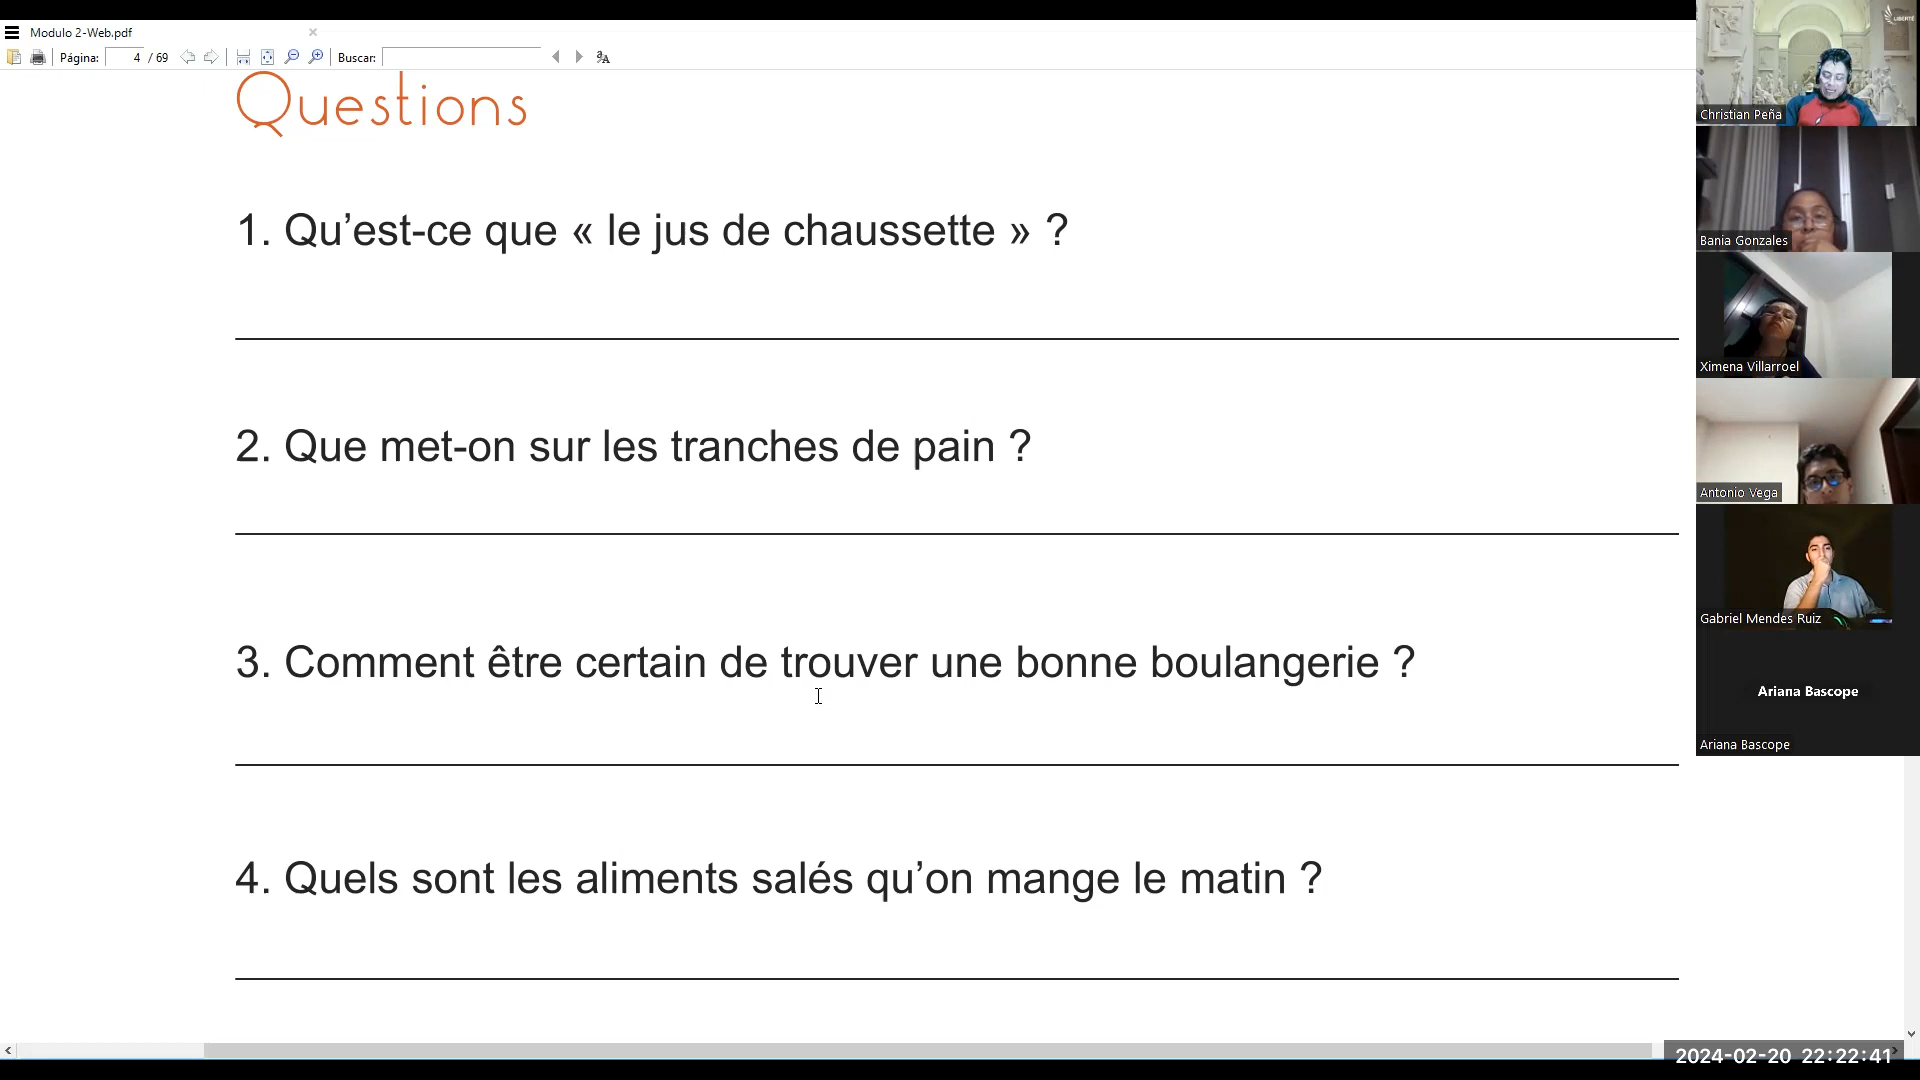 Modulo 2-Web.pdf
Página: 4 / 69 Buscar:
Questions
1. Qu’est-ce que « le jus de chaussette » ?
2. Que met-on sur les tranches de pain ?
3. Comment être certain de trouver une bonne boulangerie ?
4. Quels sont les aliments salés qu’on mange le matin ?
LIBERTÉ
Christian Peña
Bania Gonzales
Ximena Villarroel
Antonio Vega
Gabriel Mendes Ruiz
Ariana Bascope
Ariana Bascope
2024-02-20 22:22:41